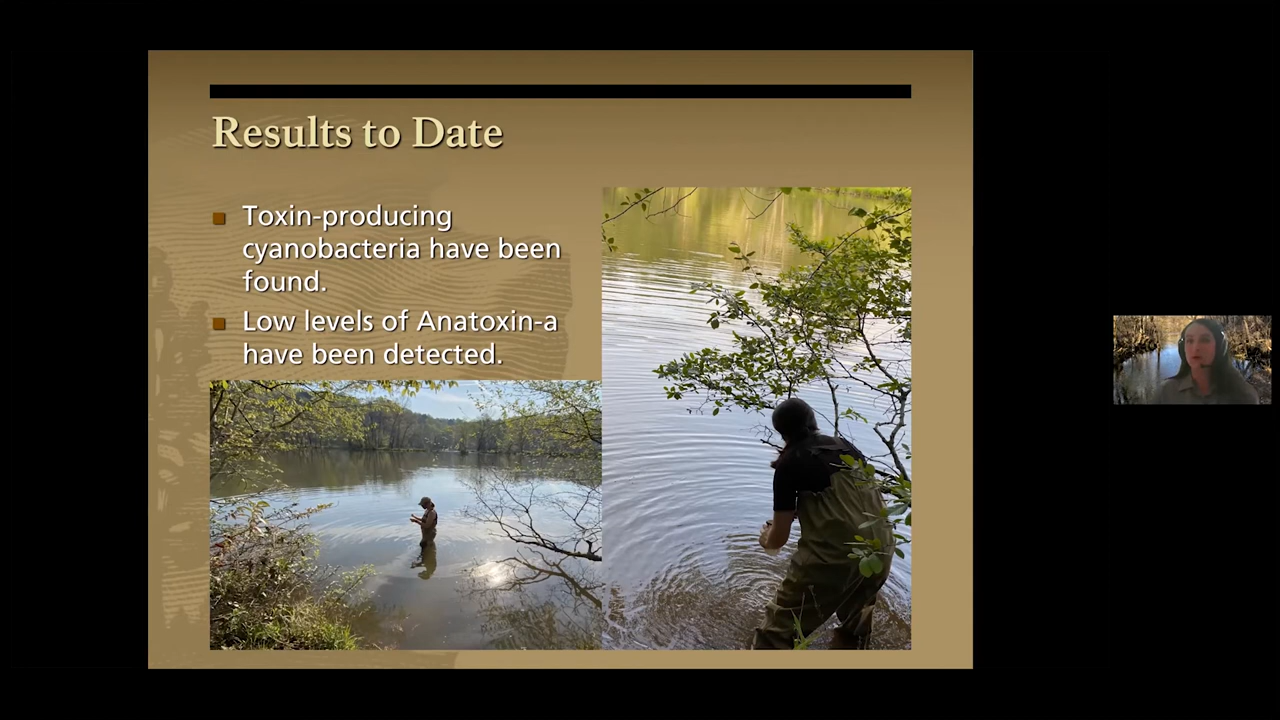 Results to Date
Toxin-producing
cyanobacteria have been
found.
Low levels of Anatoxin-a
have been detected.